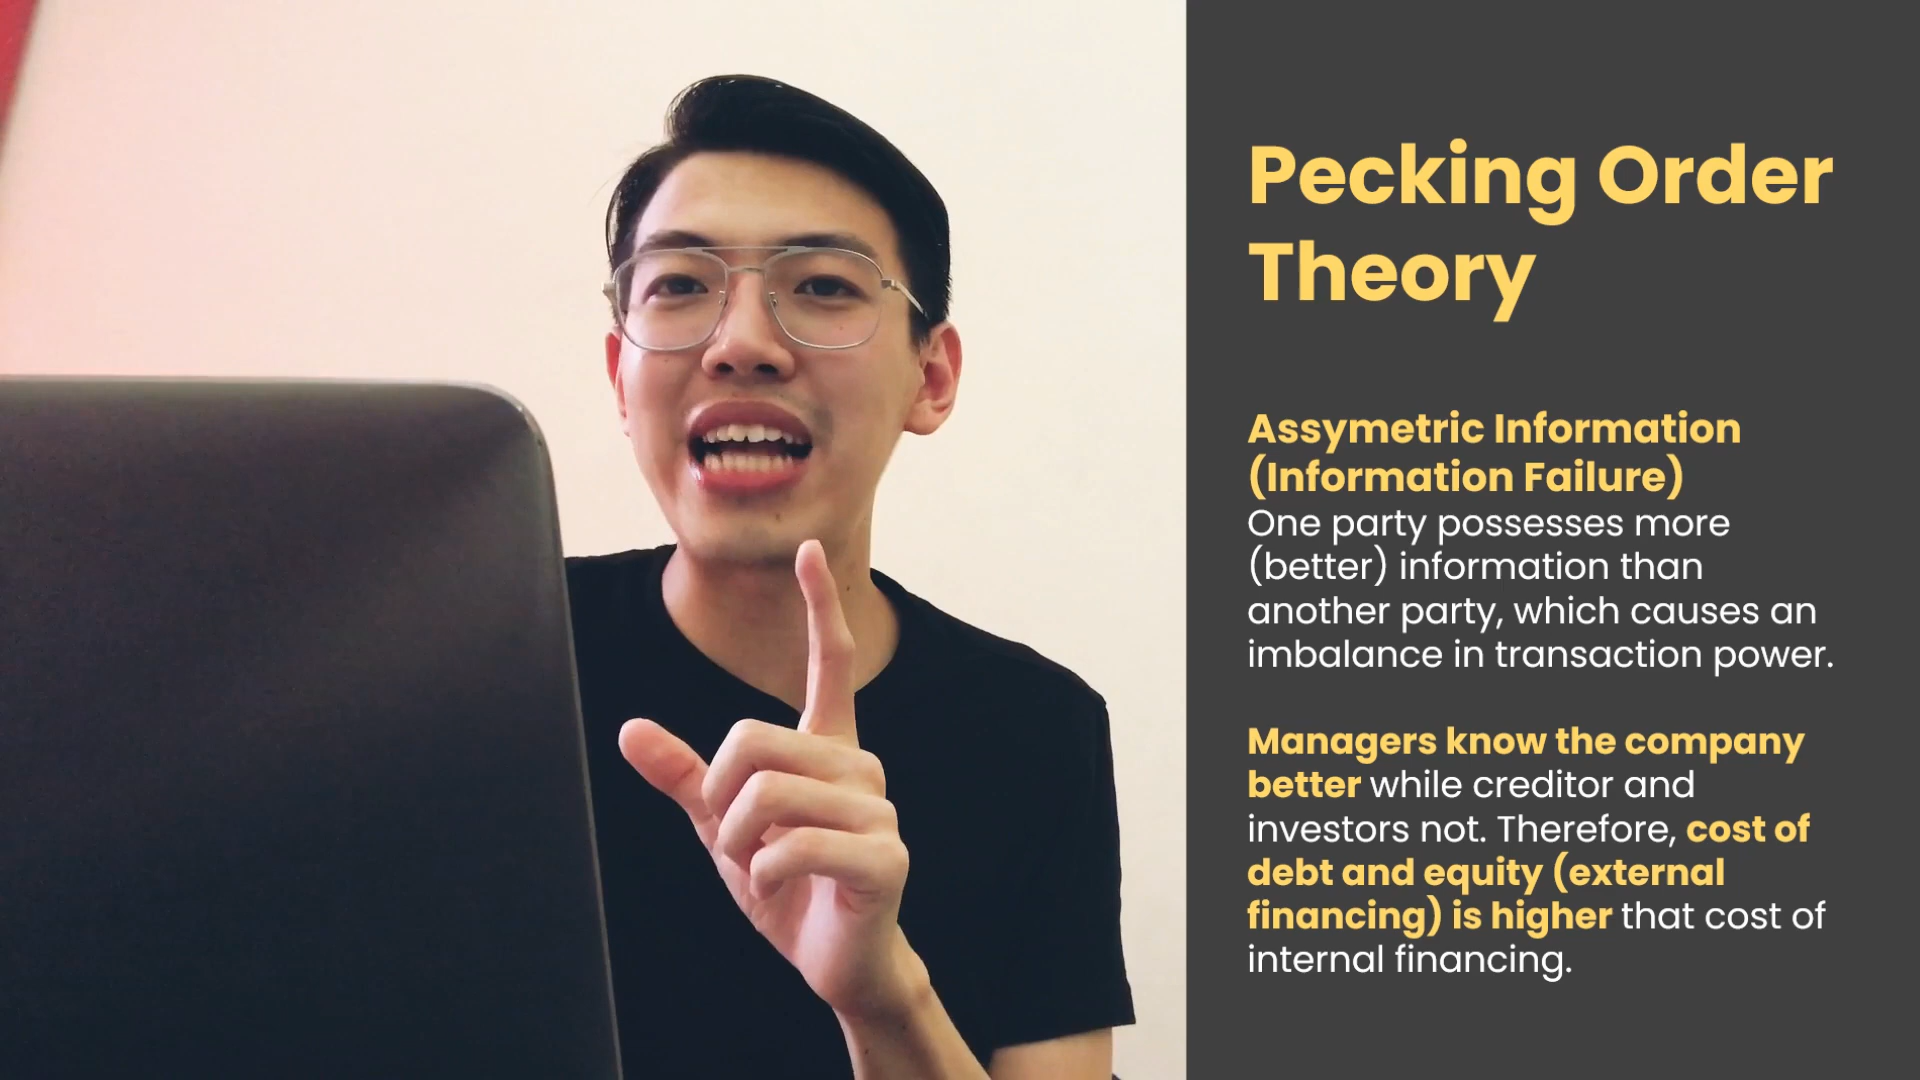 Pecking Order
Theory
Assymetric Information
(Information Failure)
One party possesses more
(better) information than
another party, which causes an
imbalance in transaction power.
Managers know the company
better while creditor and
investors not. Therefore, cost of
debt and equity (external
financing) is higher that cost of
internal financing.